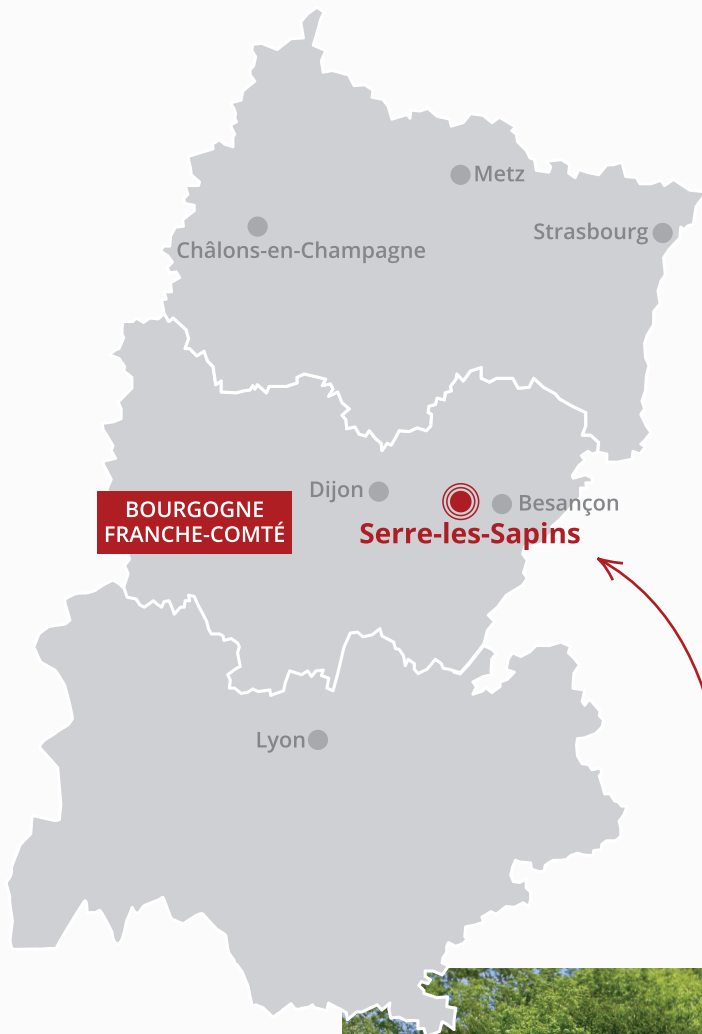 Metz
Strasbourg
Châlons-en-Champagne
Dijon
Besançon
BOURGOGNE
FRANCHE-COMTÉ
Serre-les-Sapins
Lyon